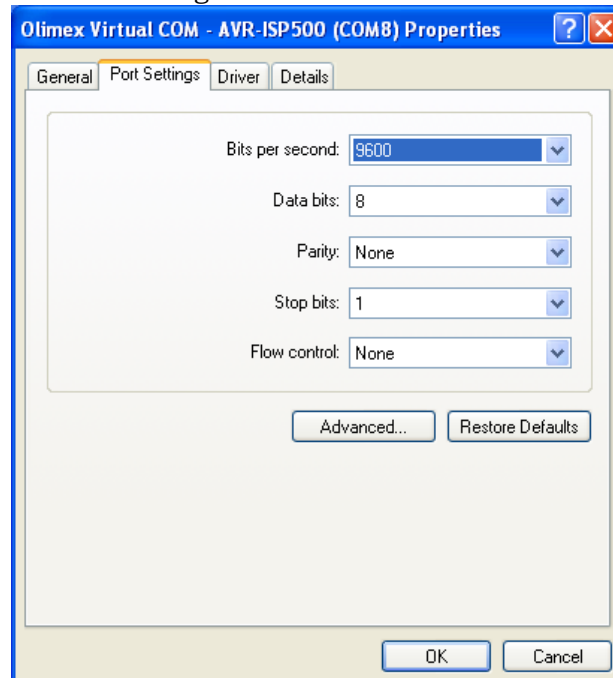 Olimex Virtual COM - AVR-ISP500 (COM8) Properties
General Port Settings Driver Details
Bits per second: 9600
Data bits: 8
Parity: None
Stop bits: 1
Flow control: None
Advanced... Restore Defaults
OK Cancel